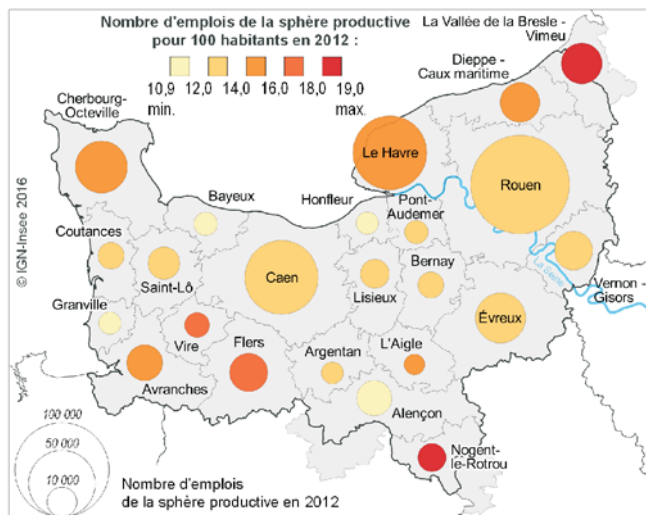 Nombre d'emplois de la sphère productive
pour 100 habitants en 2012 :
10,9 12,0 14,0 16,0 18,0 19,0
min. max.
La Vallée de la Bresle -
Vimeu
Dieppe -
Caux maritime
Cherbourg-
Octeville
Le Havre
Rouen
Bayeux
Honfleur
Pont-
Audemer
Coutances
Saint-Lô
Caen
Lisieux
Bernay
La Seine
Vernon -
Gisors
Granville
Vire
Flers
Argentan
L'Aigle
Évreux
Avranches
Alençon
Nogent-
le-Rotrou
100 000
50 000
10 000
Nombre d'emplois
de la sphère productive en 2012
© IGN-Insee 2016